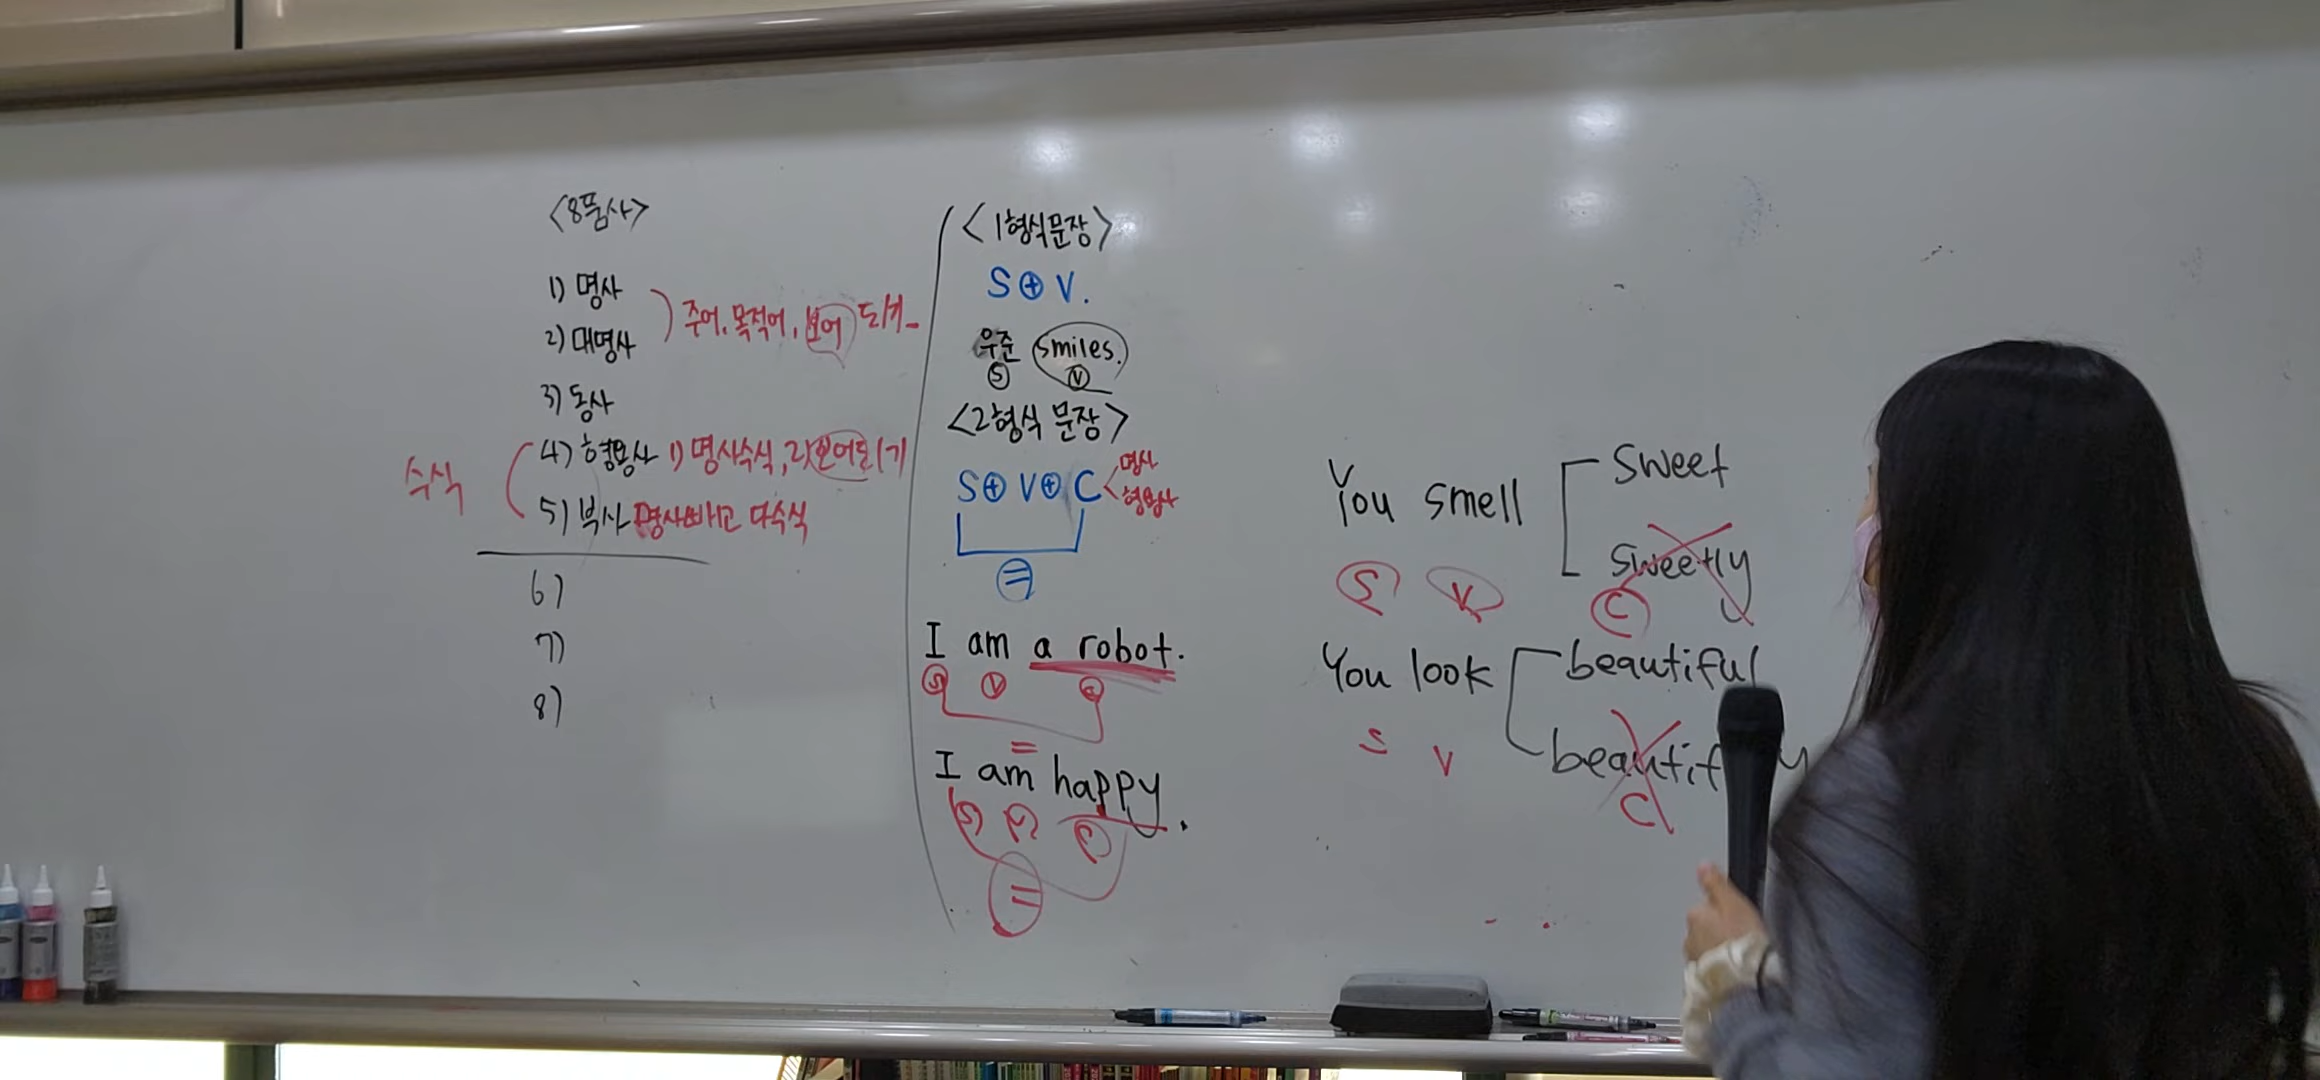 <8품사>
1) 명사
2) 대명사
주어, 목적어, 보어 되기
3) 동사
수식
4) 형용사 1) 명사수식, 2) 보어되기
5) 부사 명사빼고 다수식
6)
7)
8)
<1형식문장>
S + V.
우준 smiles.
S V
<2형식 문장>
S + V + C
명사
형용사
=
I am a robot.
S V C
=
I am happy.
S V C
=
You smell sweet
sweetly
S V C
You look beautiful
S V C